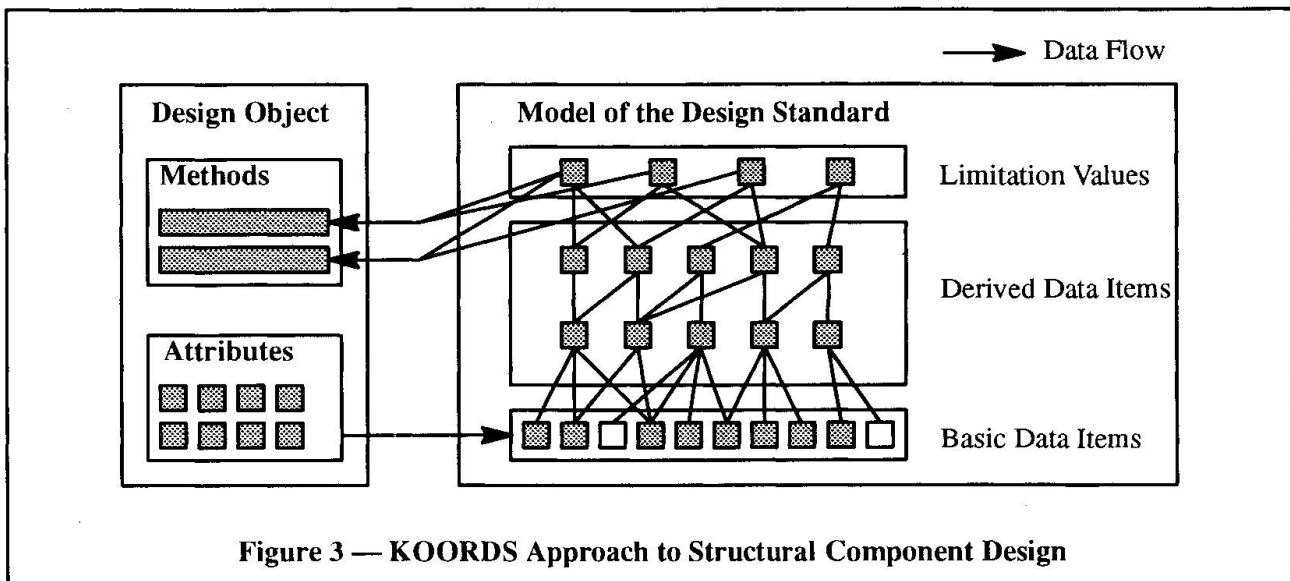 Data Flow
Design Object
Model of the Design Standard
Methods
Limitation Values
Derived Data Items
Attributes
Basic Data Items
Figure 3 — KOORDS Approach to Structural Component Design